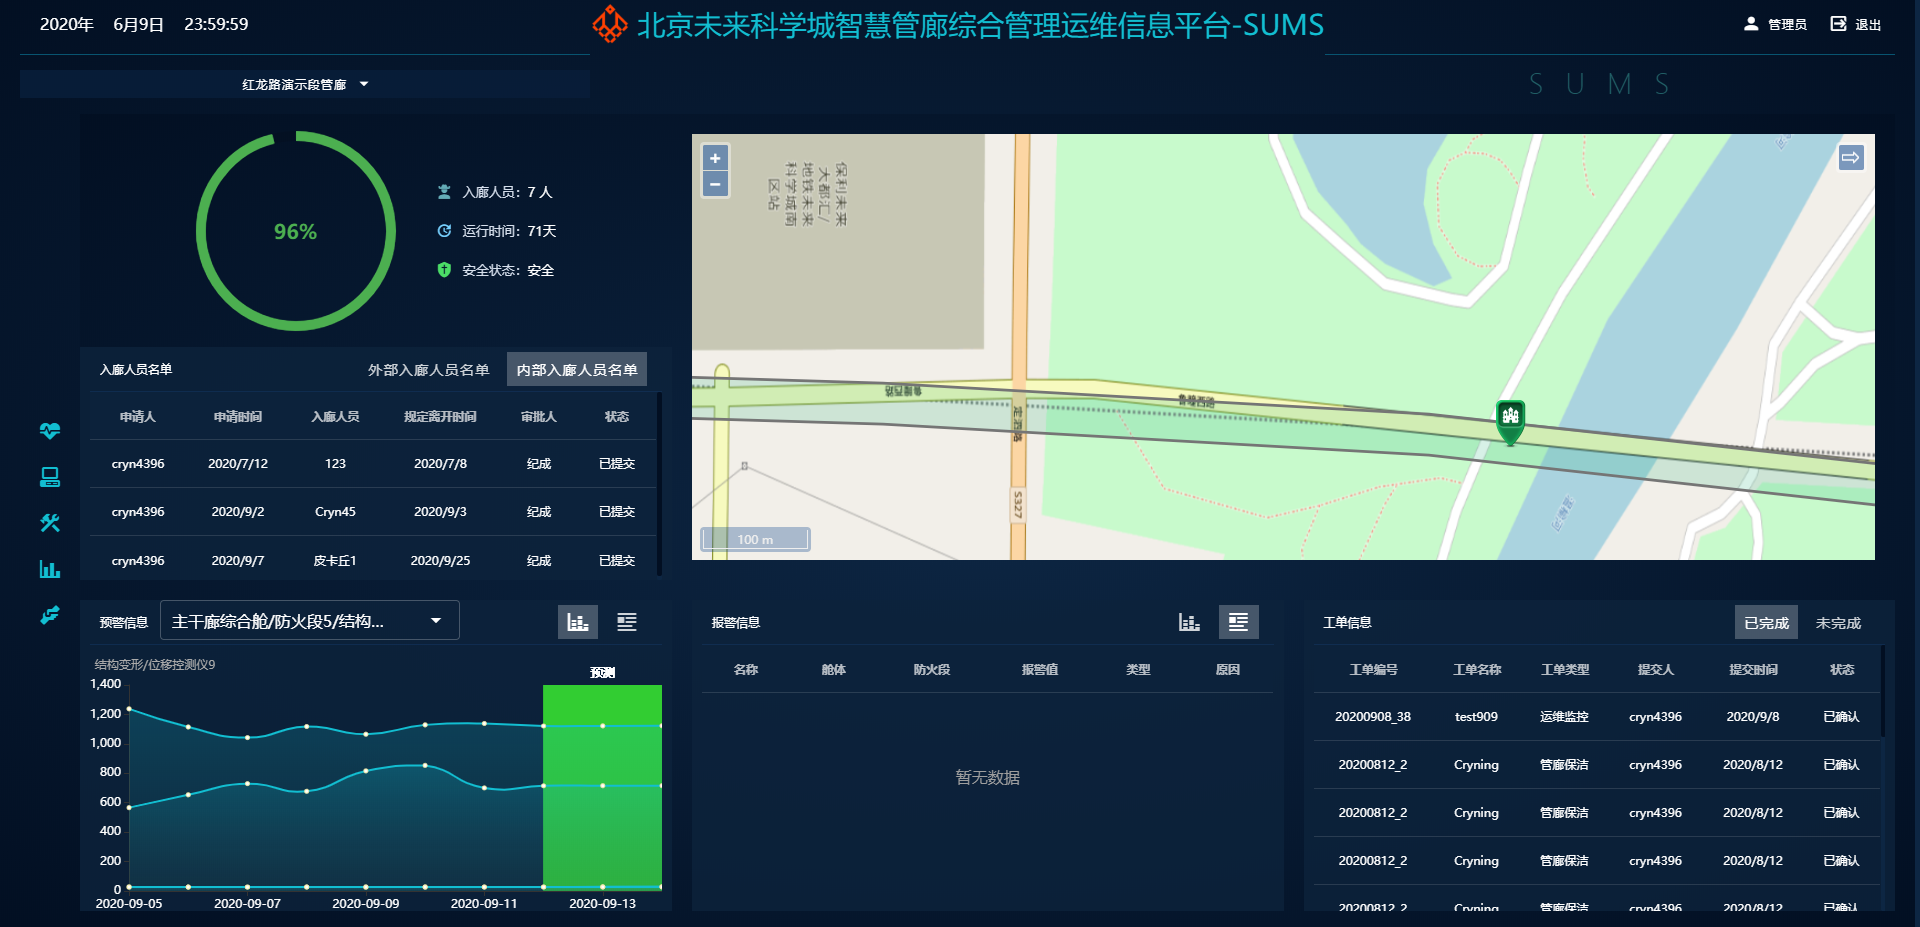 2020年 6月9日 23:59:59
北京未来科学城智慧管廊综合管理运维信息平台-SUMS
管理员 退出
红龙路演示段管廊
SUMS
96%
入廊人员: 7 人
运行时间: 71天
安全状态: 安全
+
−
保利未来
大都汇/
地铁未来
科学城南
区站
S327
100 m
入廊人员名单 外部入廊人员名单 内部入廊人员名单
申请人 申请时间 入廊人员 规定离开时间 审批人 状态
cryn4396 2020/7/12 123 2020/7/8 纪成 已提交
cryn4396 2020/9/2 Cryn45 2020/9/3 纪成 已提交
cryn4396 2020/9/7 皮卡丘1 2020/9/25 纪成 已提交
预警信息 主干廊综合舱/防火段5/结构...
结构变形/位移控测仪9
预测
1,400
1,200
1,000
800
600
400
200
0
2020-09-05 2020-09-07 2020-09-09 2020-09-11 2020-09-13
报警信息
名称 舱体 防火段 报警值 类型 原因
暂无数据
工单信息 已完成 未完成
工单编号 工单名称 工单类型 提交人 提交时间 状态
20200908_38 test909 运维监控 cryn4396 2020/9/8 已确认
20200812_2 Cryning 管廊保洁 cryn4396 2020/8/12 已确认
20200812_2 Cryning 管廊保洁 cryn4396 2020/8/12 已确认
20200812_2 Cryning 管廊保洁 cryn4396 2020/8/12 已确认
20200812_2 Cryning 管廊保洁 cryn4396 2020/8/12 已确认